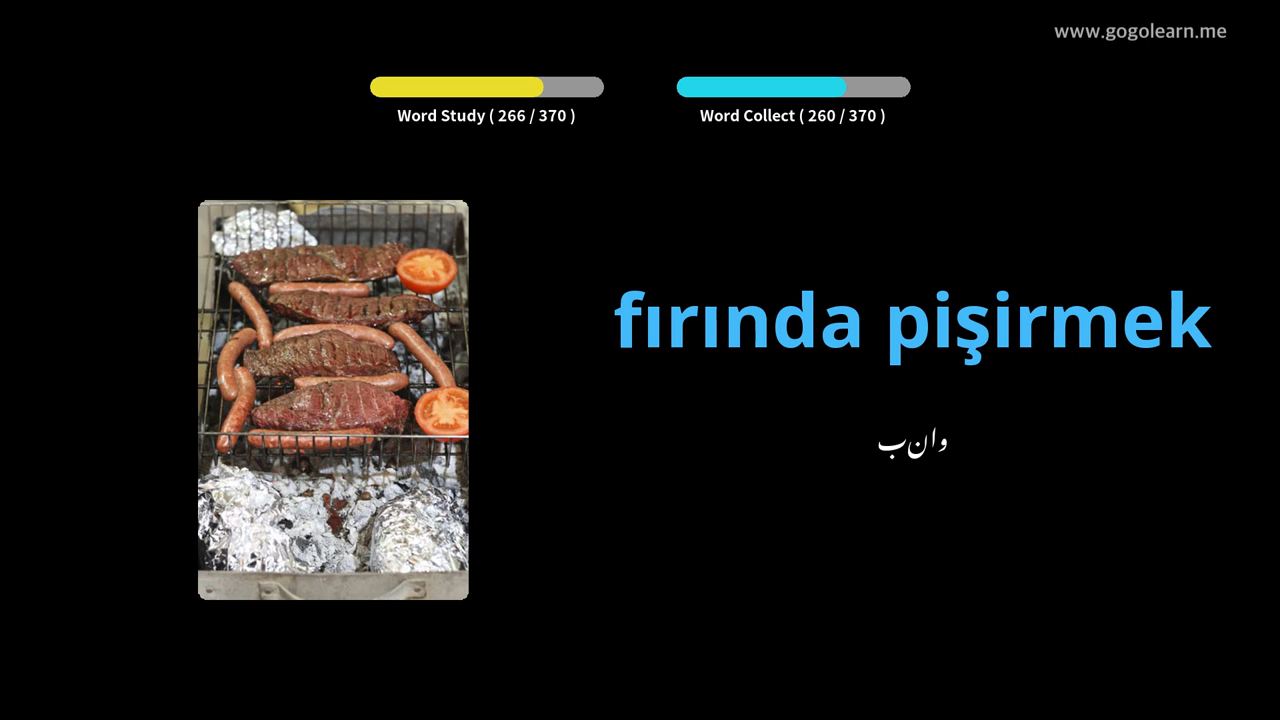 www.gogolearn.me
Word Study ( 266 / 370 )
Word Collect ( 260 / 370 )
fırında pişirmek
وان‌ب